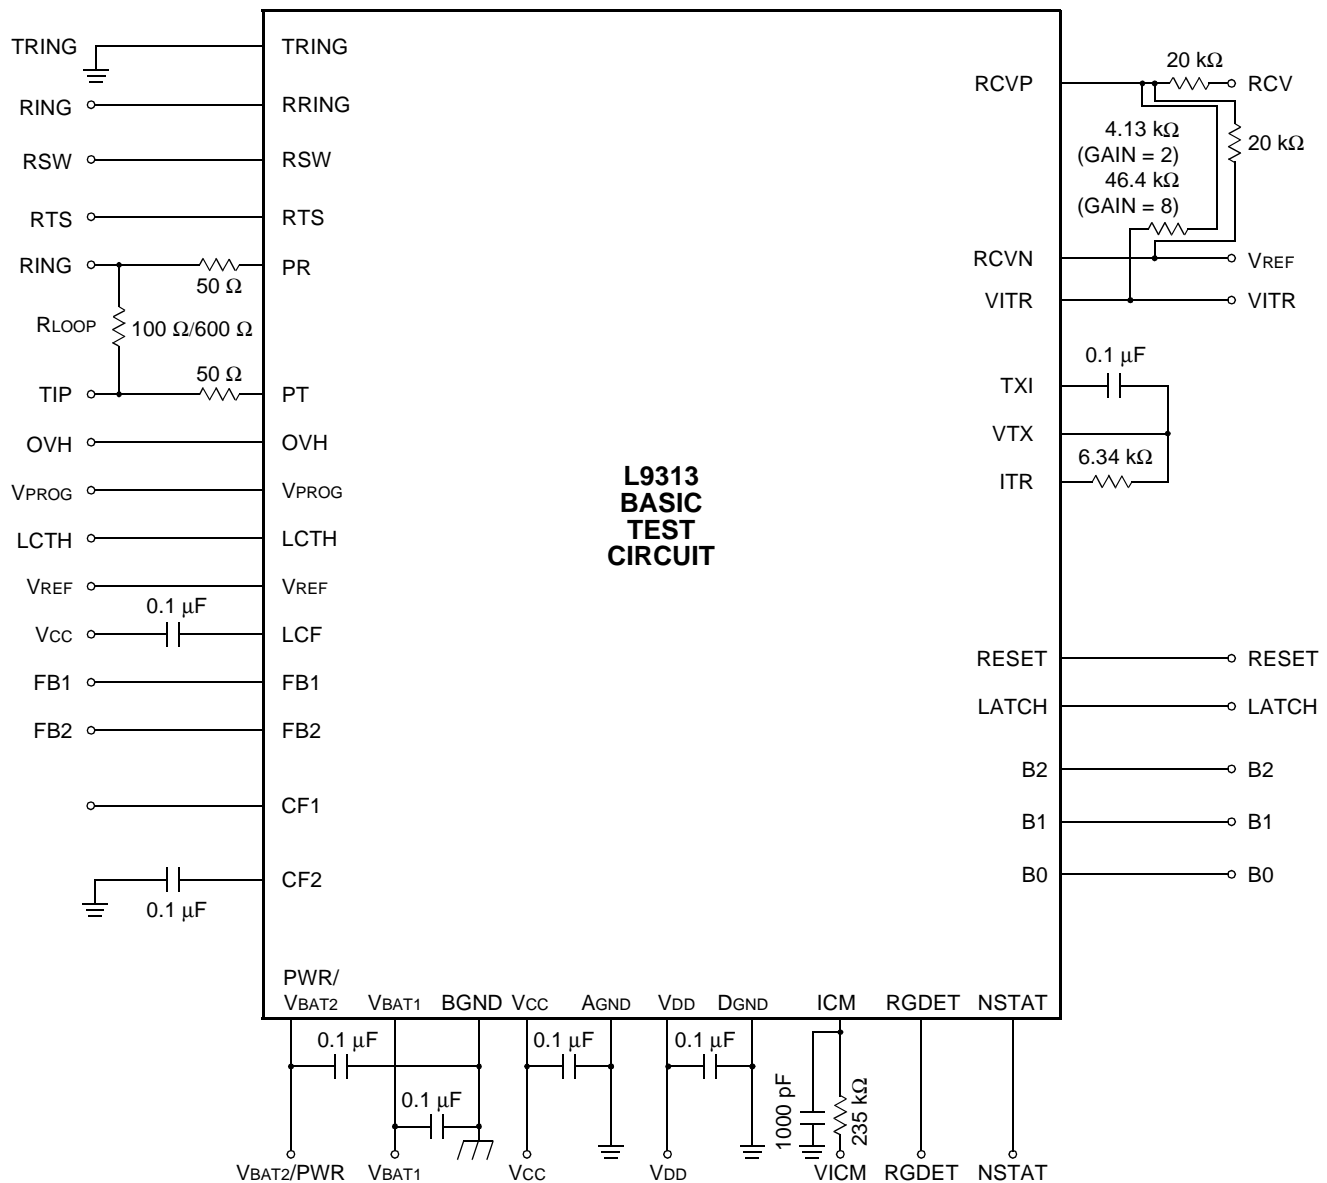 TRING TRING
RCVP 20 kΩ RCV
RING RRING
4.13 kΩ
(GAIN = 2)
46.4 kΩ
(GAIN = 8)
20 kΩ
RSW RSW
RTS RTS
RING PR
50 Ω
RCVN VREF
VITR VITR
RLOOP 100 Ω/600 Ω
50 Ω
TIP PT
0.1 μF
TXI
VTX
6.34 kΩ
ITR
OVH OVH
VPROG VPROG
LCTH LCTH
VREF VREF
0.1 μF
VCC LCF
FB1 FB1
FB2 FB2
CF1
CF2
0.1 μF
L9313
BASIC
TEST
CIRCUIT
RESET RESET
LATCH LATCH
B2 B2
B1 B1
B0 B0
PWR/
VBAT2 VBAT1 BGND VCC AGND VDD DGND ICM RGDET NSTAT
0.1 μF 0.1 μF 0.1 μF
0.1 μF
1000 pF
235 kΩ
VBAT2/PWR VBAT1 VCC VDD VICM RGDET NSTAT